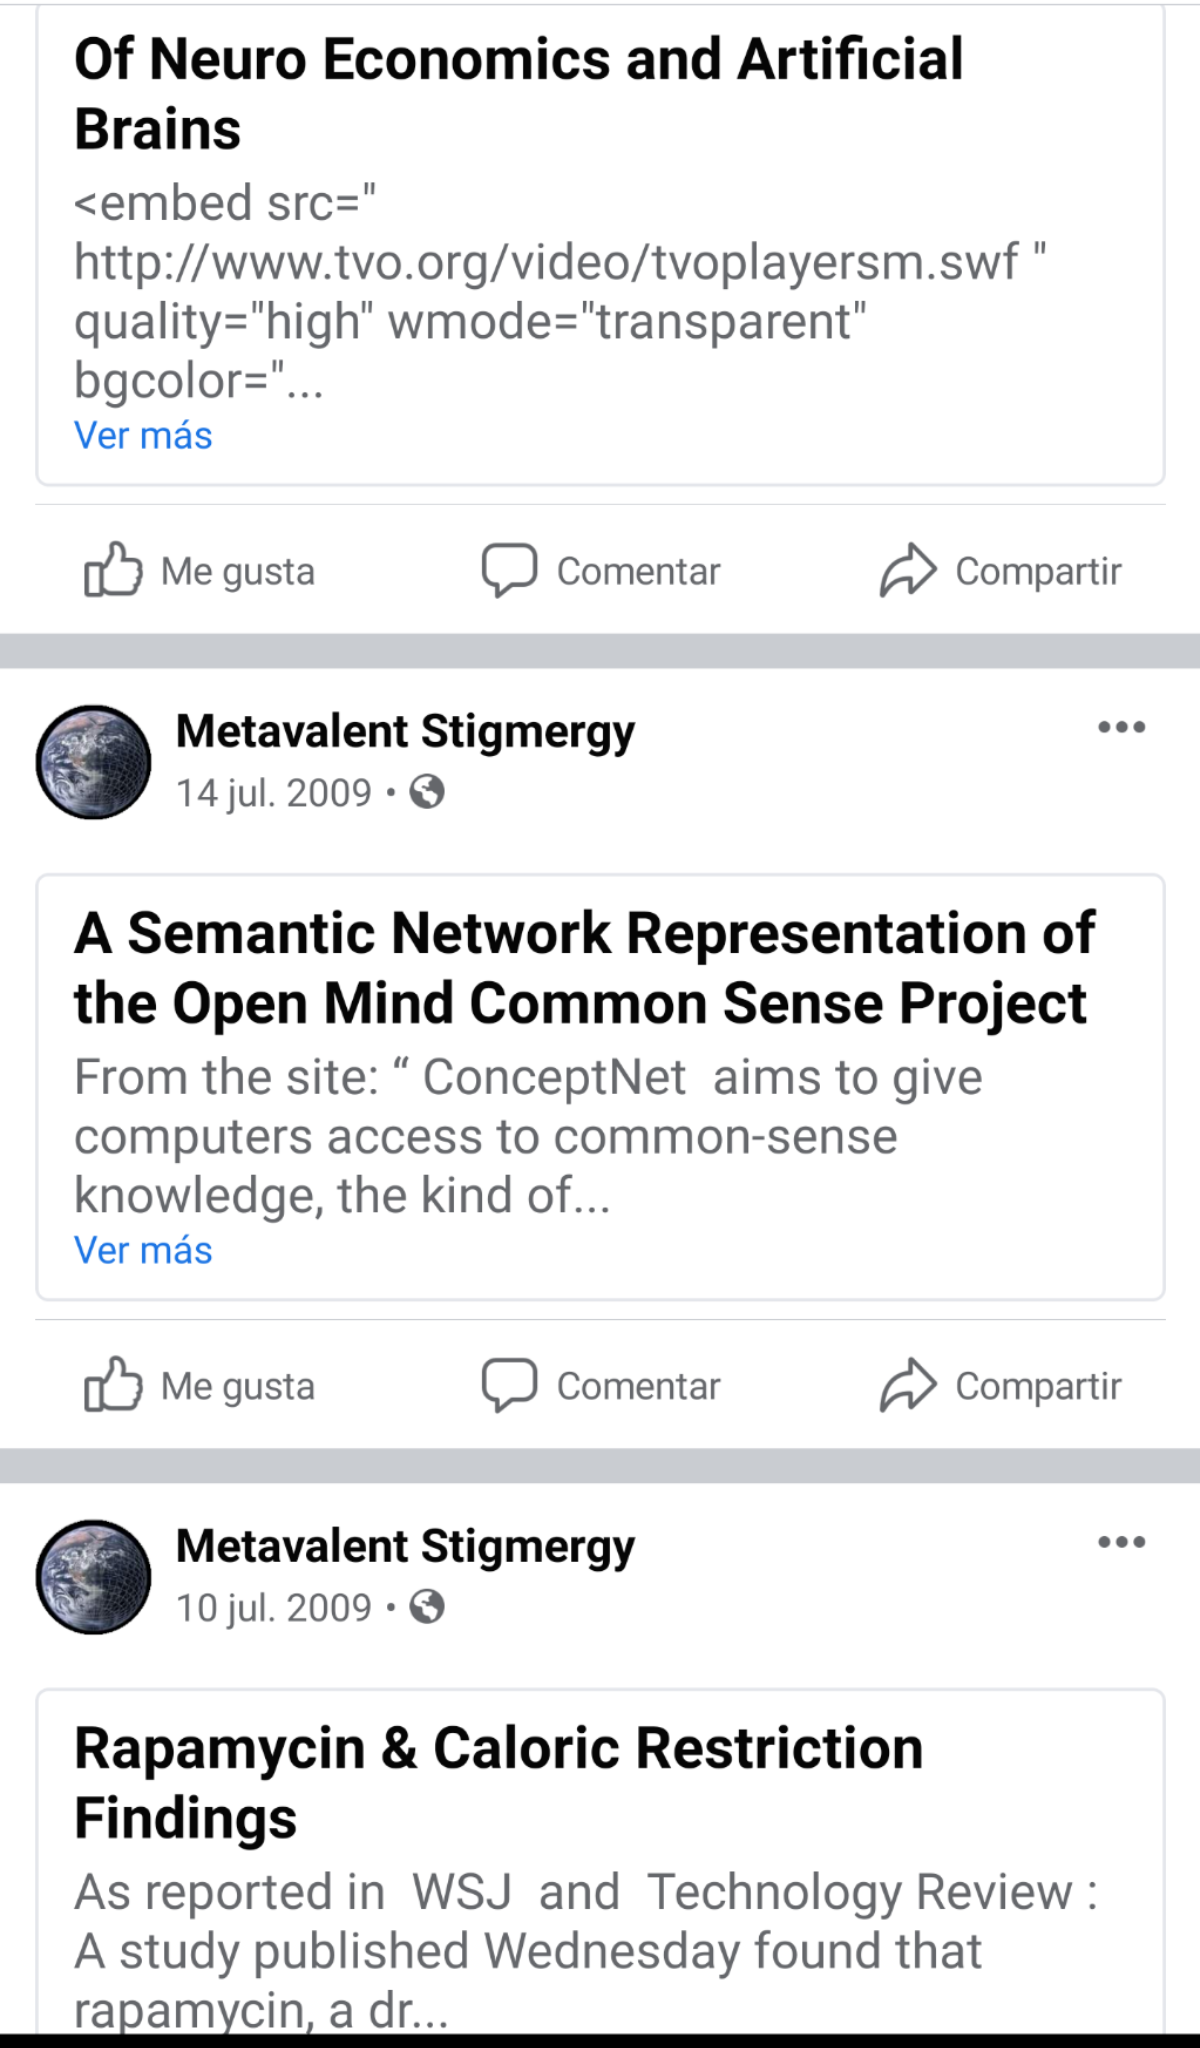 Of Neuro Economics and Artificial
Brains
<embed src="
http://www.tvo.org/video/tvoplayersm.swf "
quality="high" wmode="transparent"
bgcolor="...
Ver más
Me gusta Comentar Compartir
Metavalent Stigmergy
14 jul. 2009 •
A Semantic Network Representation of
the Open Mind Common Sense Project
From the site: “ ConceptNet  aims to give
computers access to common-sense
knowledge, the kind of...
Ver más
Me gusta Comentar Compartir
Metavalent Stigmergy
10 jul. 2009 •
Rapamycin & Caloric Restriction
Findings
As reported in  WSJ  and  Technology Review :
A study published Wednesday found that
rapamycin, a dr...